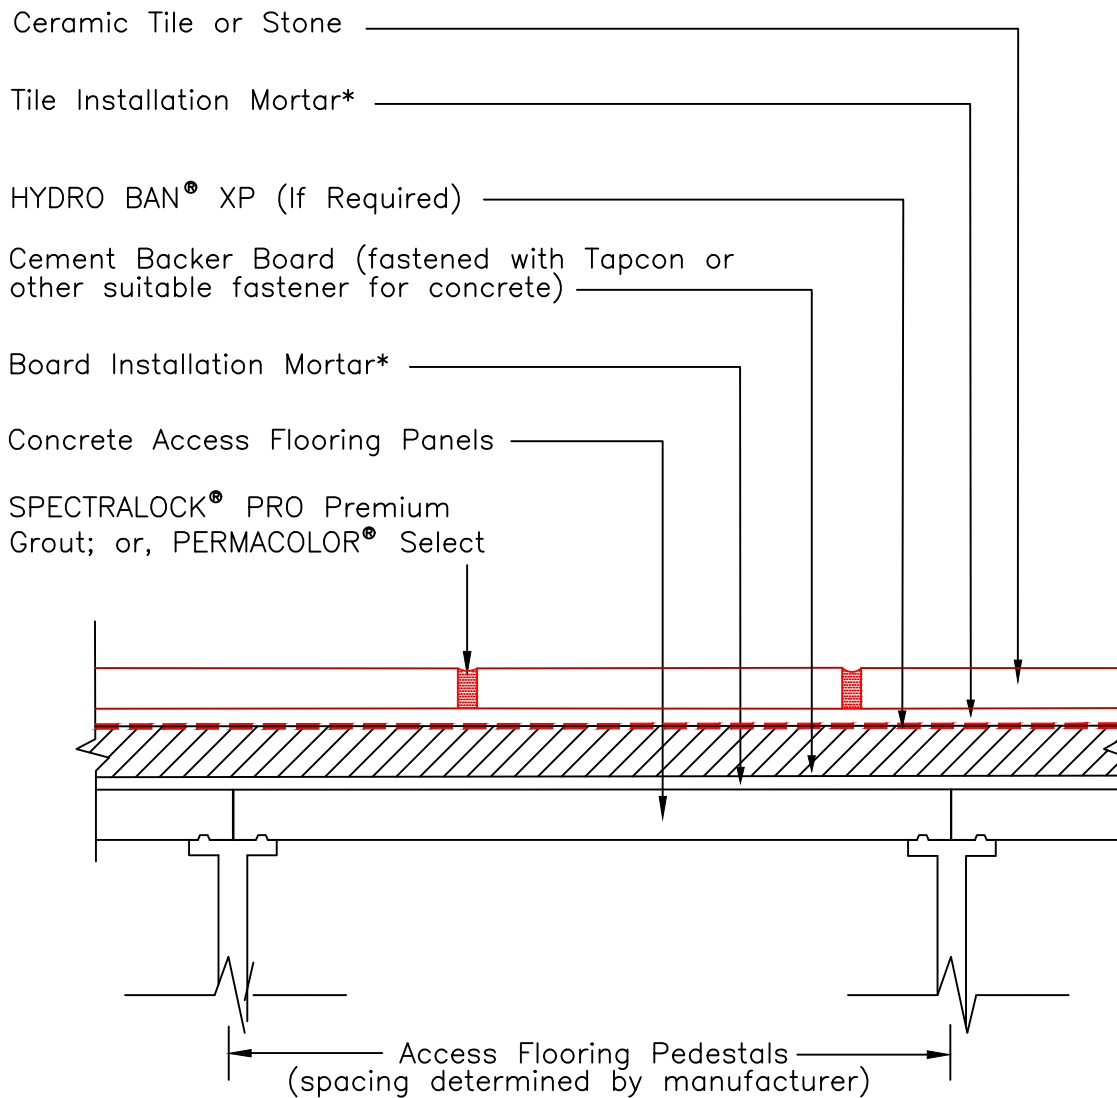 Ceramic Tile or Stone
Tile Installation Mortar*
HYDRO BAN® XP (If Required)
Cement Backer Board (fastened with Tapcon or
other suitable fastener for concrete)
Board Installation Mortar*
Concrete Access Flooring Panels
SPECTRALOCK® PRO Premium
Grout; or, PERMACOLOR® Select
Access Flooring Pedestals
(spacing determined by manufacturer)